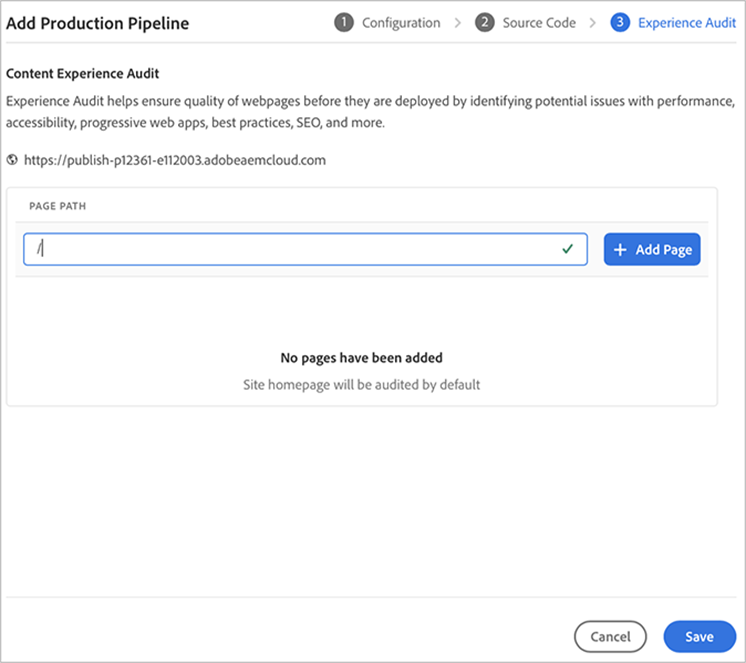 Add Production Pipeline
1 Configuration > 2 Source Code > 3 Experience Audit
Content Experience Audit
Experience Audit helps ensure quality of webpages before they are deployed by identifying potential issues with performance,
accessibility, progressive web apps, best practices, SEO, and more.
https://publish-p12361-e112003.adobeaemcloud.com
PAGE PATH
/
+ Add Page
No pages have been added
Site homepage will be audited by default
Cancel
Save